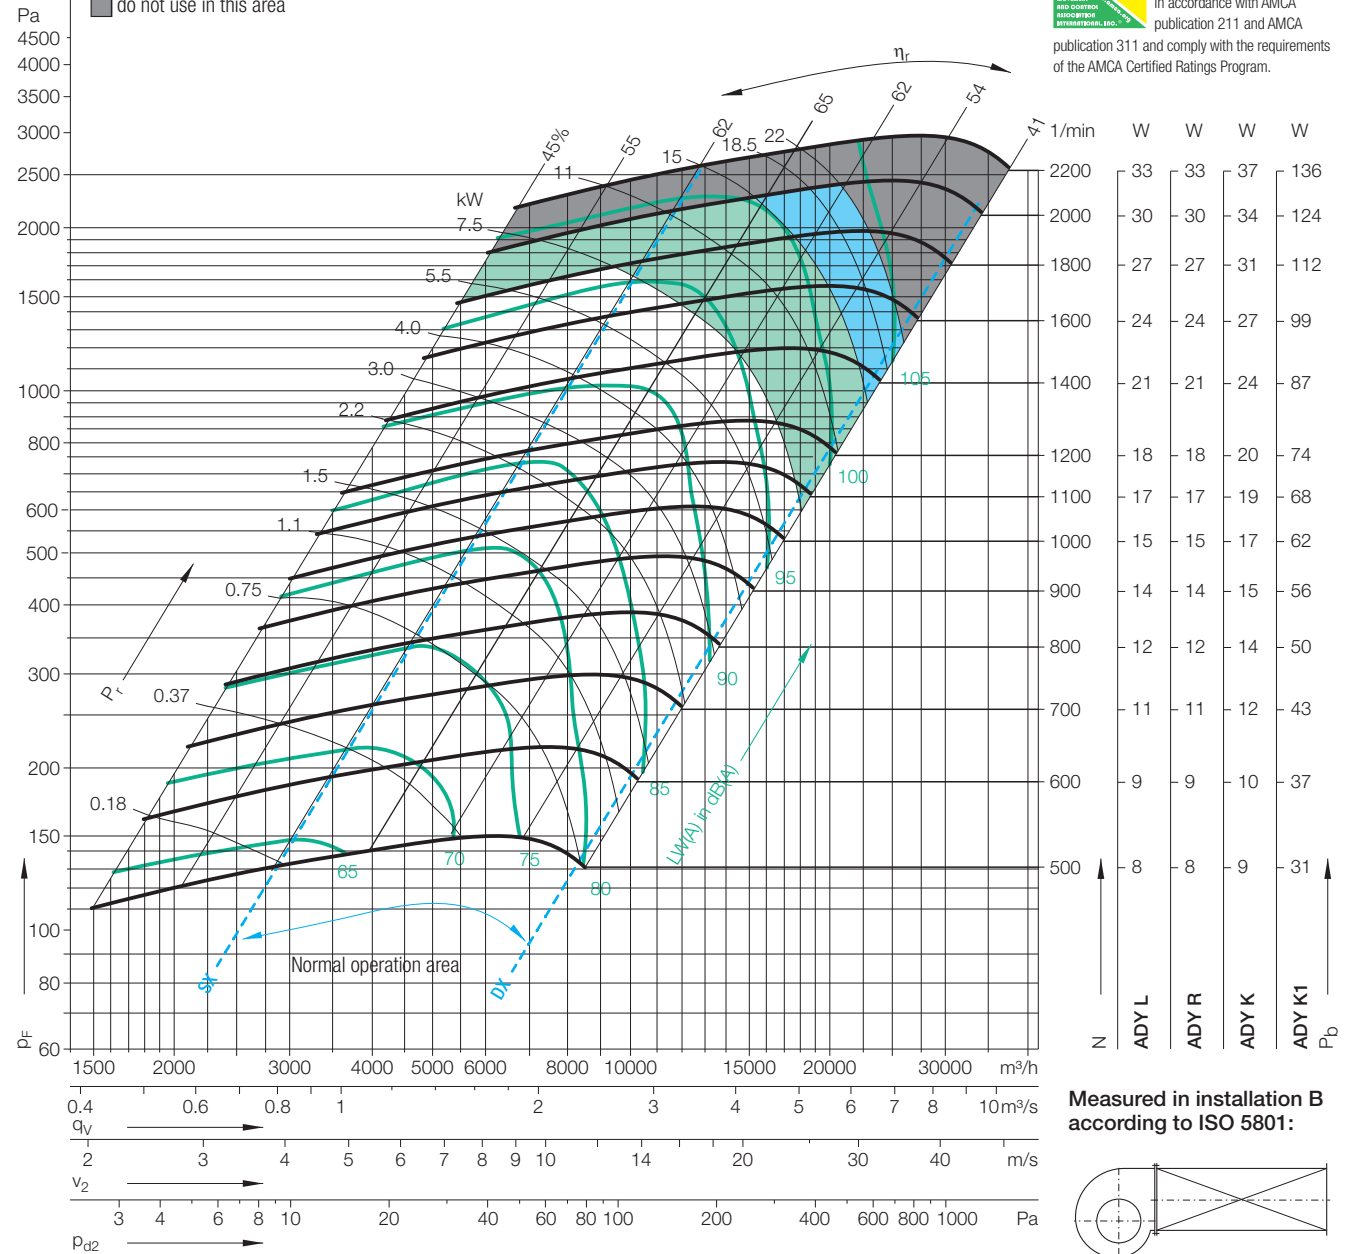 Pa
do not use in this area
AND CONTROL
ASSOCIATION
INTERNATIONAL, INC.®
in accordance with AMCA
publication 211 and AMCA
publication 311 and comply with the requirements
of the AMCA Certified Ratings Program.
4500
4000
3500
3000
2500
2000
1500
1000
800
600
500
400
300
200
150
100
80
60
pF
ηr
45%
55
62
65
62
54
41
kW
7.5
11
15
18.5
22
5.5
4.0
3.0
2.2
1.5
1.1
0.75
0.37
0.18
Pr
105
100
95
90
85
80
75
70
65
LW(A) in dB(A)
SX
DX
Normal operation area
1/min W W W W
2200 33 33 37 136
2000 30 30 34 124
1800 27 27 31 112
1600 24 24 27 99
1400 21 21 24 87
1200 18 18 20 74
1100 17 17 19 68
1000 15 15 17 62
900 14 14 15 56
800 12 12 14 50
700 11 11 12 43
600 9 9 10 37
500 8 8 9 31
N ADY L ADY R ADY K ADY K1 Pb
1500 2000 3000 4000 5000 6000 8000 10000 15000 20000 30000 m³/h
0.4 0.6 0.8 1 2 3 4 5 6 7 8 10 m³/s
qV
2 3 4 5 6 7 8 9 10 14 20 30 40 m/s
v2
3 4 6 8 10 20 40 60 80 100 200 400 600 800 1000 Pa
pd2
Measured in installation B
according to ISO 5801: